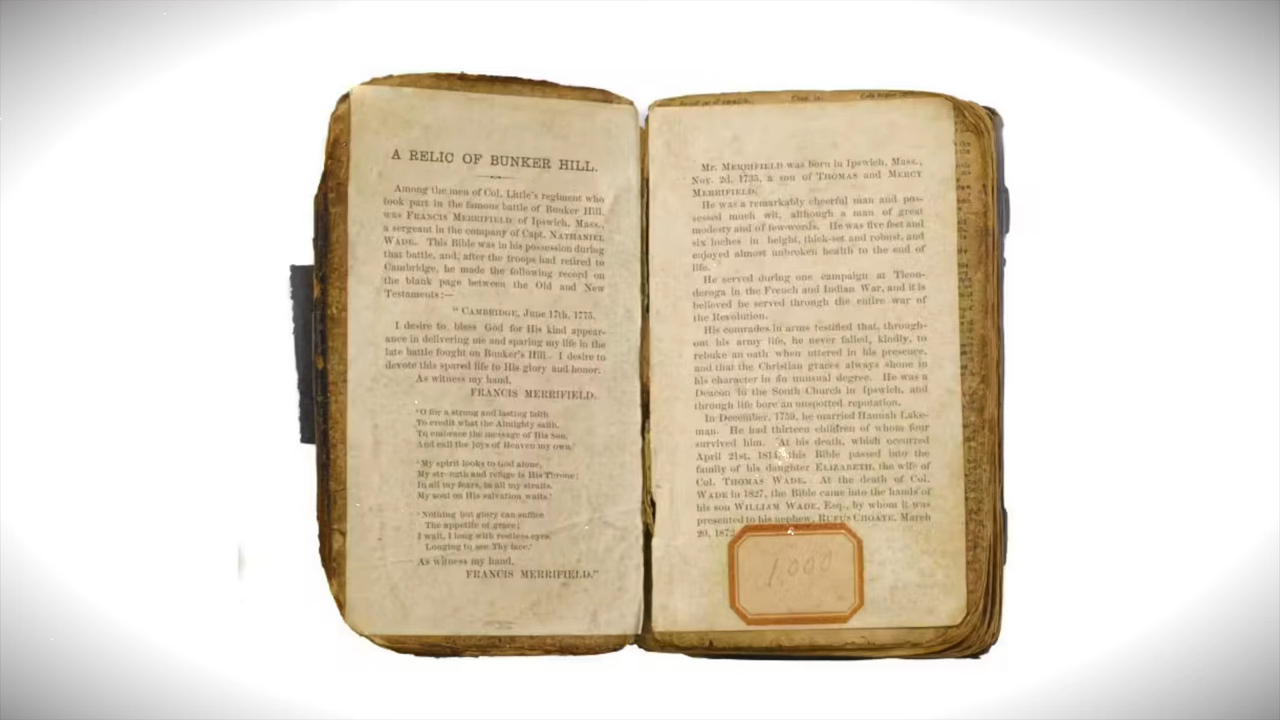 A RELIC OF BUNKER HILL.
Among the men of Col. Little's regiment who
took part in the famous battle of Bunker Hill,
was FRANCIS MERRIFIELD of Ipswich, Mass.,
a sergeant in the company of Capt. NATHANIEL
WADE. This Bible was in his possession during
that battle, and, after the troops had retired to
Cambridge, he made the following record on
the blank page between the Old and New
Testaments:—
" CAMBRIDGE, June 17th, 1775.
I desire to bless God for His kind appear-
ance in delivering me and sparing my life in the
late battle fought on Bunker's Hill. I desire to
devote this spared life to His glory and honor.
As witness my hand,
FRANCIS MERRIFIELD.
'O for a strong and lasting faith
To credit what the Almighty saith,
To embrace the message of His Son,
And call the joys of Heaven my own.'
'My spirit looks to God alone,
My strength and refuge is His Throne;
In all my fears, in all my straits,
My soul on His salvation waits.'
'Nothing but glory can suffice
The appetite of grace;
I wait, I long with restless eyes,
Longing to see Thy face.'
As witness my hand,
FRANCIS MERRIFIELD."
Mr. MERRIFIELD was born in Ipswich, Mass.,
Nov. 2d, 1735, a son of THOMAS and MERCY
MERRIFIELD.
He was a remarkably cheerful man and pos-
sessed much wit, although a man of great
modesty and of few words. He was five feet and
six inches in height, thick-set and robust, and
enjoyed almost unbroken health to the end of
life.
He served during one campaign at Ticon-
deroga in the French and Indian War, and it is
believed he served through the entire war of
the Revolution.
His comrades in arms testified that, through-
out his army life, he never failed, kindly, to
rebuke an oath when uttered in his presence,
and that the Christian graces always shone in
his character in an unusual degree. He was a
Deacon in the South Church in Ipswich, and
through life bore an unspotted reputation.
In December, 1759, he married Hannah Lake-
man. He had thirteen children of whom four
survived him. At his death, which occurred
April 21st, 1814, this Bible passed into the
family of his daughter ELIZABETH, the wife of
Col. THOMAS WADE. At the death of Col.
WADE in 1827, the Bible came into the hands of
his son WILLIAM WADE, Esq., by whom it was
presented to his nephew, RUFUS CHOATE, March
20, 1872
1,000